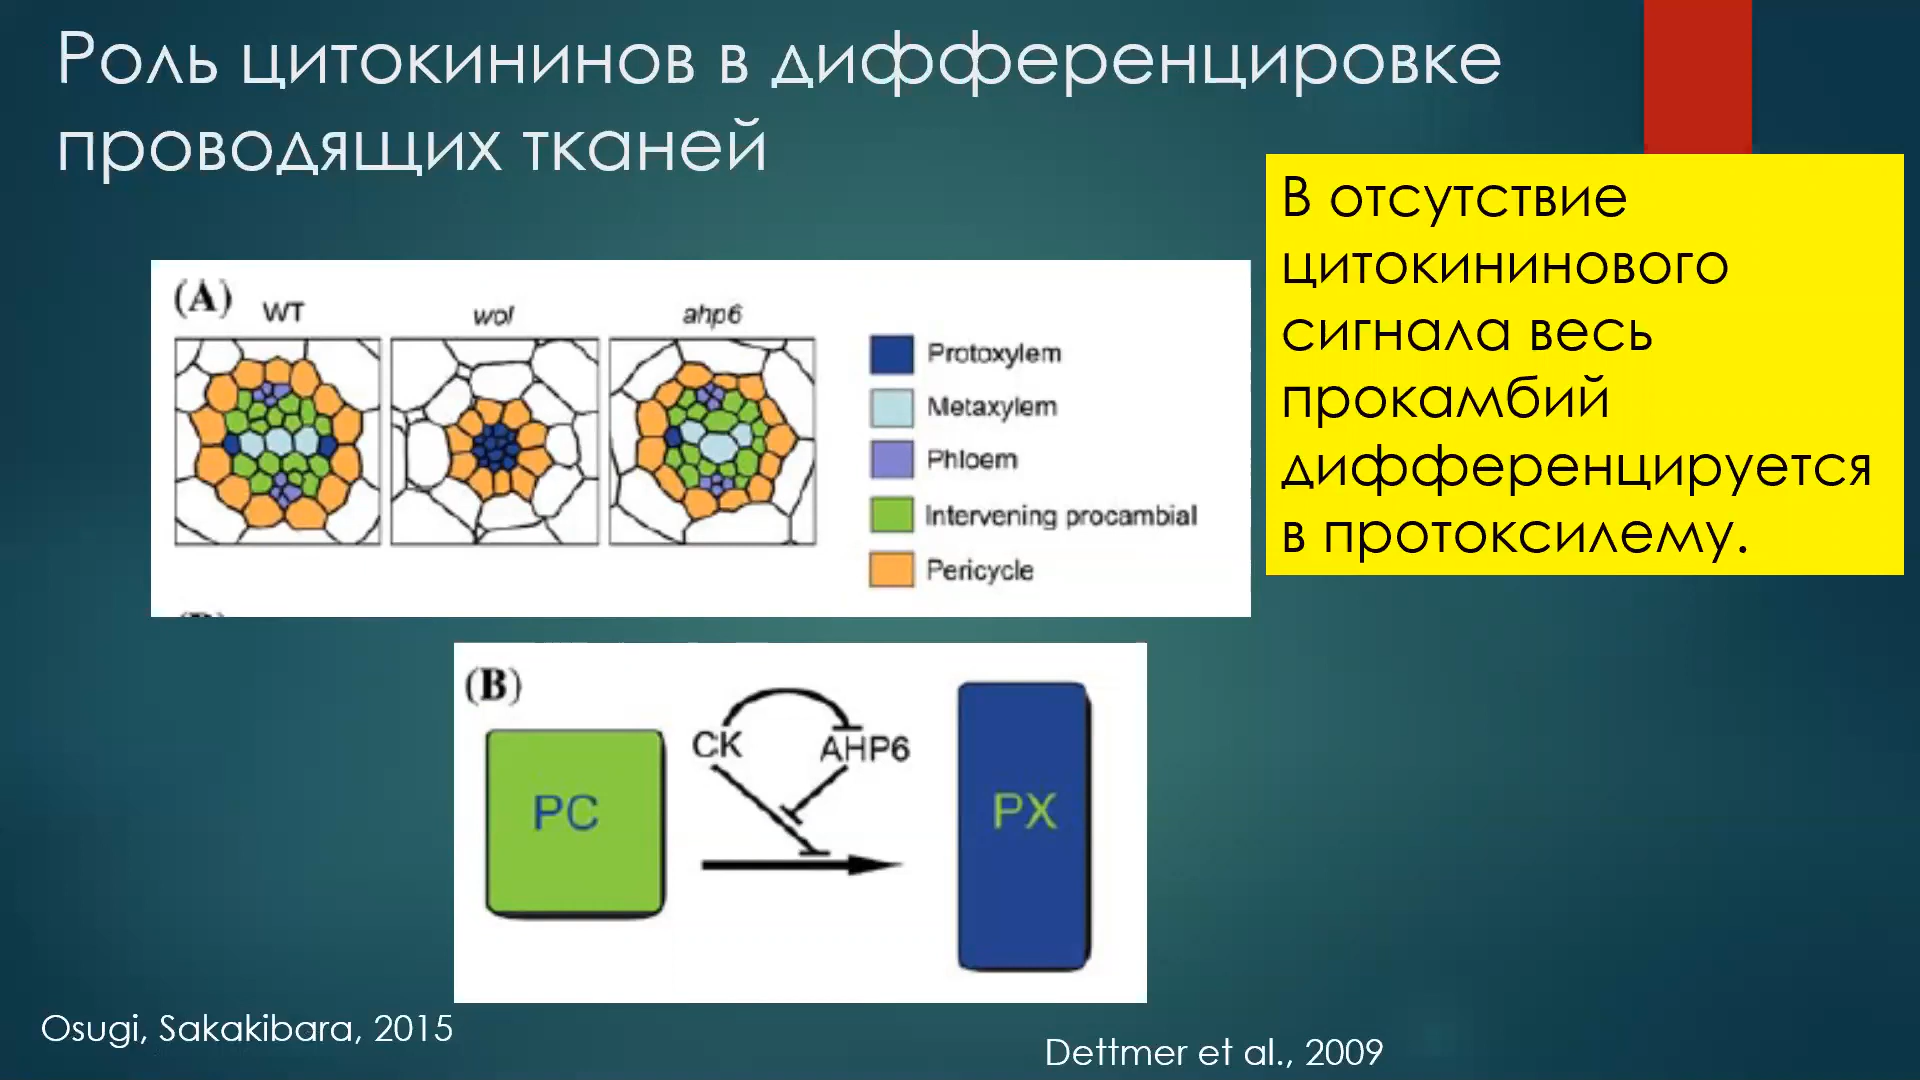 Роль цитокининов в дифференцировке
проводящих тканей
В отсутствие
цитокининового
сигнала весь
прокамбий
дифференцируется
в протоксилему.
(A)
WT
wol
ahp6
Protoxylem
Metaxylem
Phloem
Intervening procambial
Pericycle
(B)
CK
AHP6
PC
PX
Osugi, Sakakibara, 2015
Dettmer et al., 2009